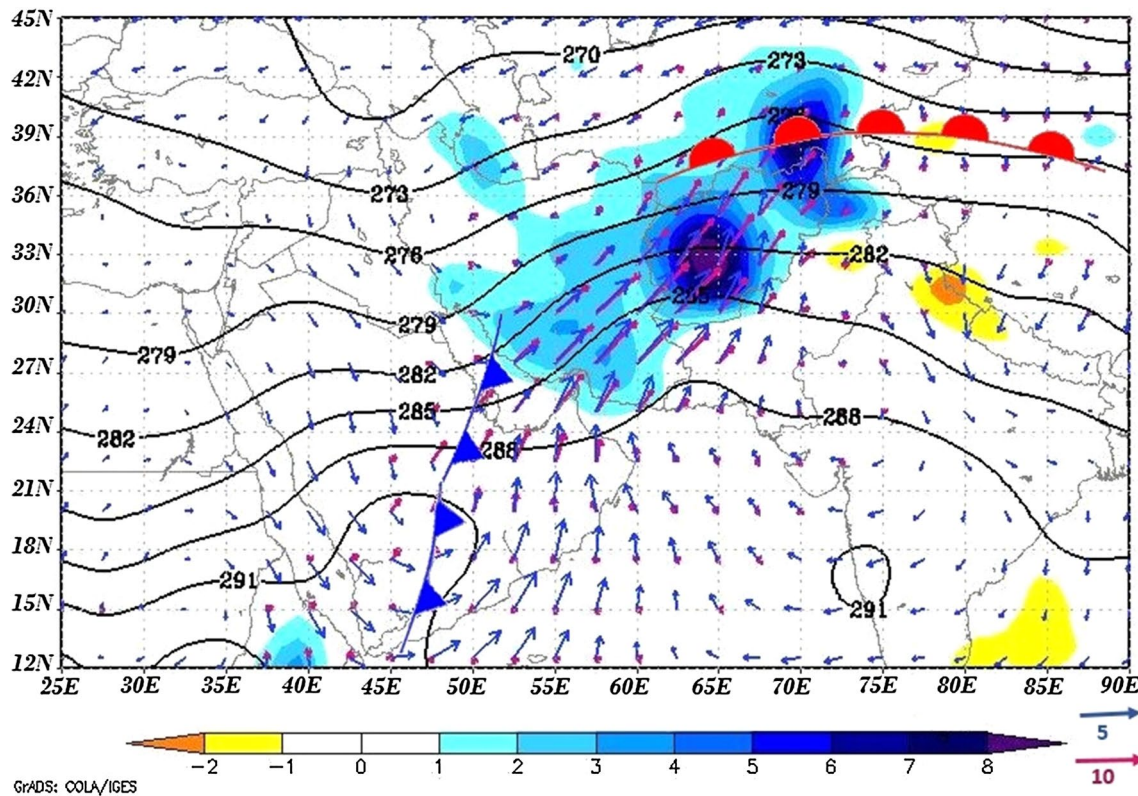 45N
270
42N
273
39N
36N
279
273
33N
276
282
30N
279
279
27N
282
285
24N
282
288
288
21N
18N
291
15N
291
12N
25E 30E 35E 40E 45E 50E 55E 60E 65E 70E 75E 80E 85E 90E
5
-2 -1 0 1 2 3 4 5 6 7 8
10
GrADS: COLA/IGES